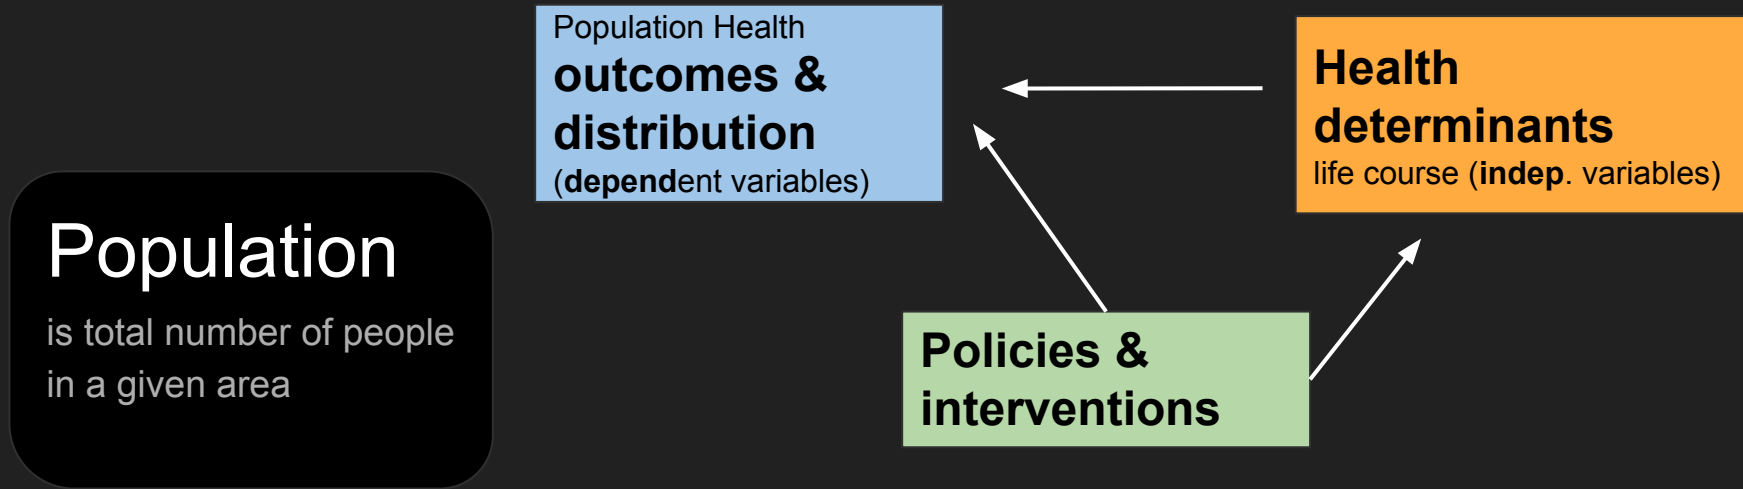 Population Health
outcomes &
distribution
(dependent variables)
Health
determinants
life course (indep. variables)
Population
is total number of people
in a given area
Policies &
interventions